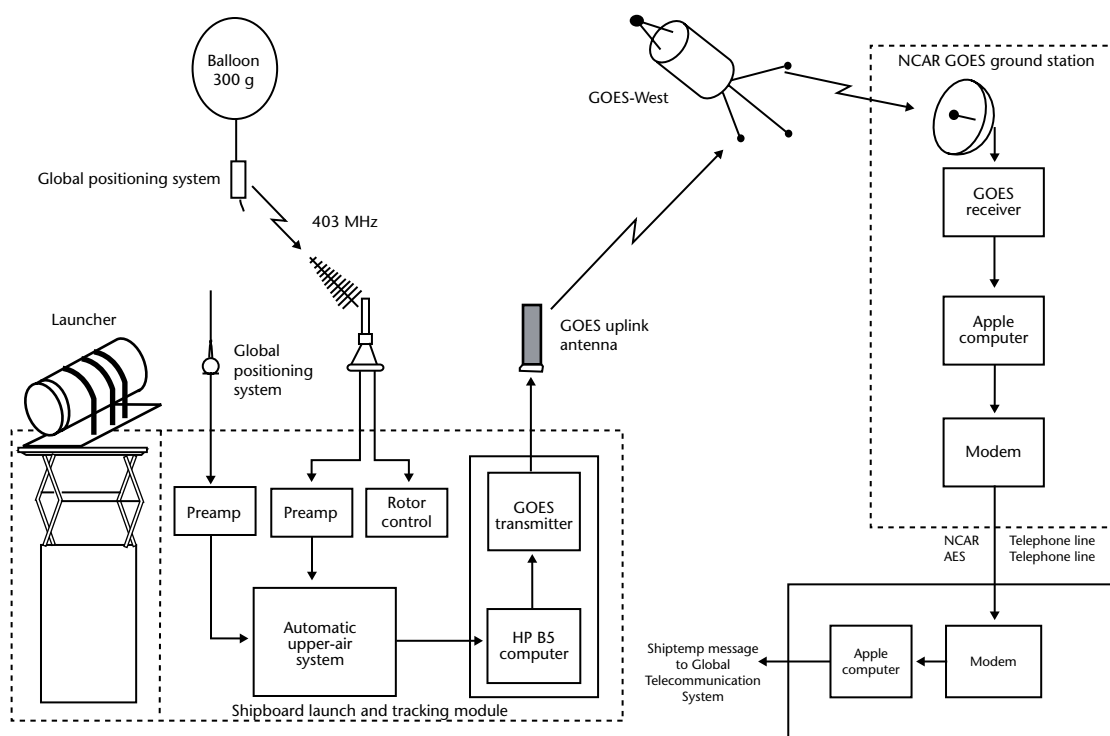 Balloon
300 g
Global positioning system
403 MHz
Launcher
Global
positioning
system
Preamp
Preamp
Rotor
control
Automatic
upper-air
system
GOES
transmitter
HP B5
computer
Shipboard launch and tracking module
GOES uplink
antenna
GOES-West
NCAR GOES ground station
GOES
receiver
Apple
computer
Modem
NCAR
AES
Telephone line
Telephone line
Modem
Apple
computer
Shiptemp message
to Global
Telecommunication
System